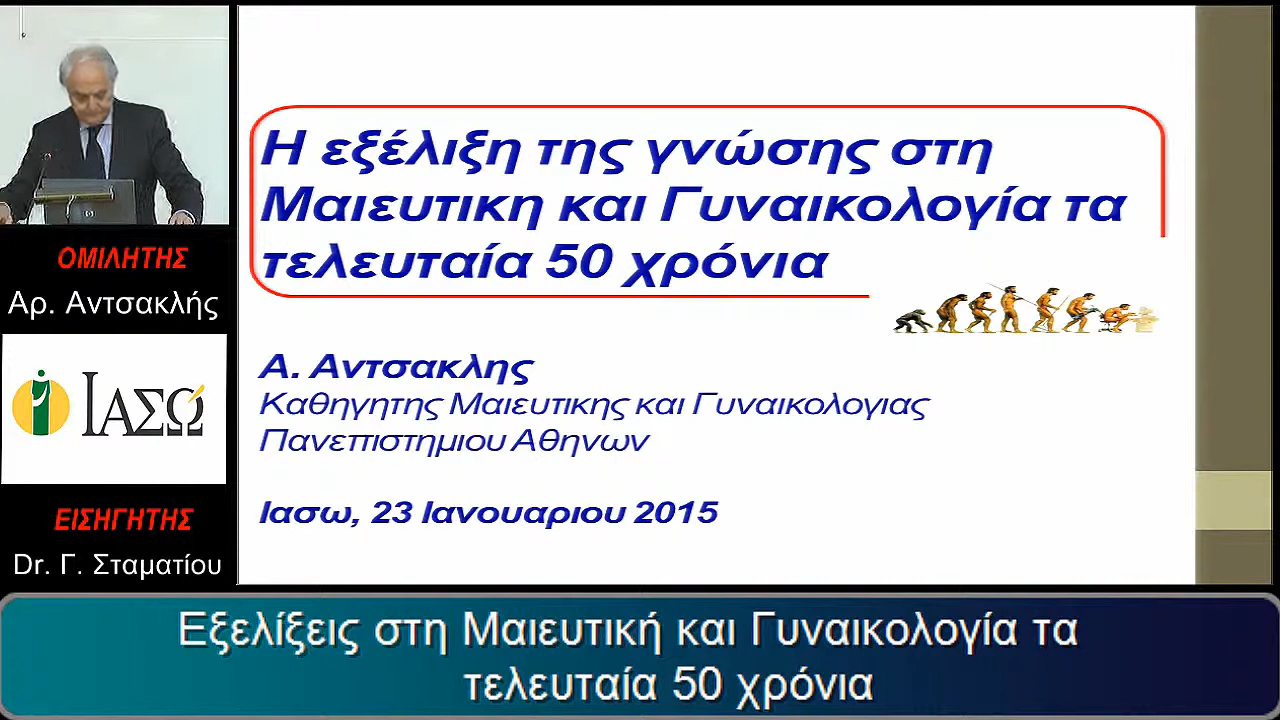 Η εξέλιξη της γνώσης στη
Μαιευτικη και Γυναικολογία τα
τελευταία 50 χρόνια
Α. Αντσακλης
Καθηγητης Μαιευτικης και Γυναικολογιας
Πανεπιστημιου Αθηνων
Ιασω, 23 Ιανουαριου 2015
ΟΜΙΛΗΤΗΣ
Αρ. Αντσακλής
ΙΑΣΩ
ΕΙΣΗΓΗΤΗΣ
Dr. Γ. Σταματίου
Εξελίξεις στη Μαιευτική και Γυναικολογία τα
τελευταία 50 χρόνια